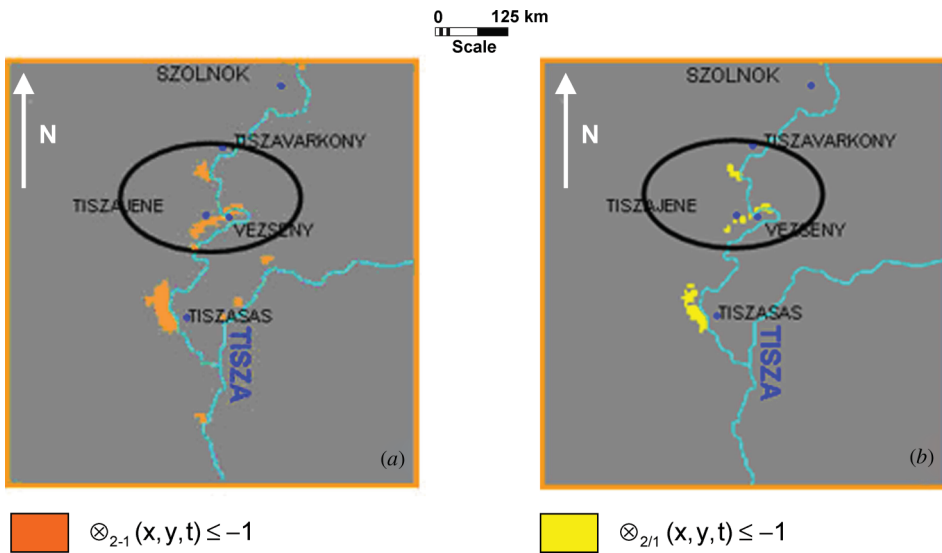 0 125 km
Scale
SZOLNOK
N
TISZAVARKONY
TISZAJENE
VEZSENY
TISZASAS
TISZA
(a)
SZOLNOK
N
TISZAVARKONY
TISZAJENE
VEZSENY
TISZASAS
TISZA
(b)
⊗2-1 (x,y,t) ≤ −1
⊗2/1 (x,y,t) ≤ −1